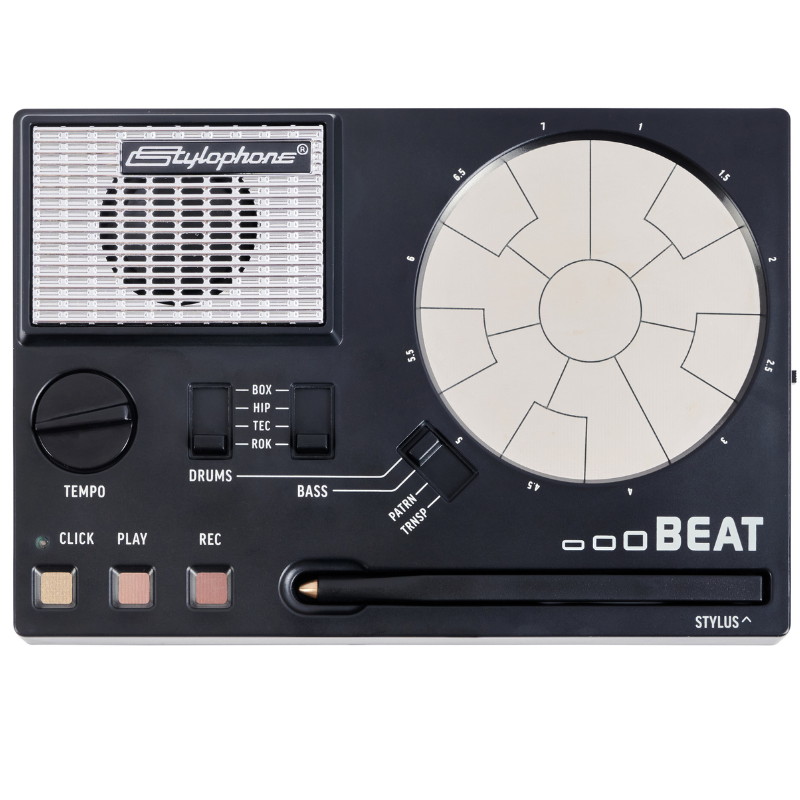 Stylophone®
7
1
1.5
2
2.5
3
4
4.5
5
5.5
6
6.5
BOX
HIP
TEC
ROK
DRUMS
BASS
TEMPO
PATRN
TRNSP
CLICK
PLAY
REC
BEAT
STYLUS^